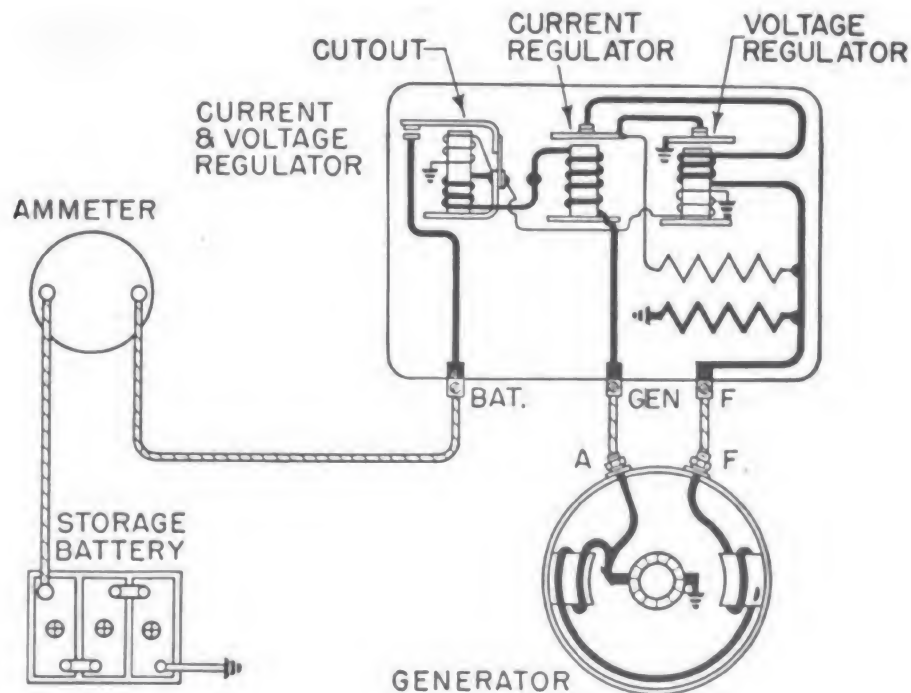 CUTOUT
CURRENT
REGULATOR
VOLTAGE
REGULATOR
CURRENT
& VOLTAGE
REGULATOR
AMMETER
BAT.
GEN
F
A
F
STORAGE
BATTERY
GENERATOR